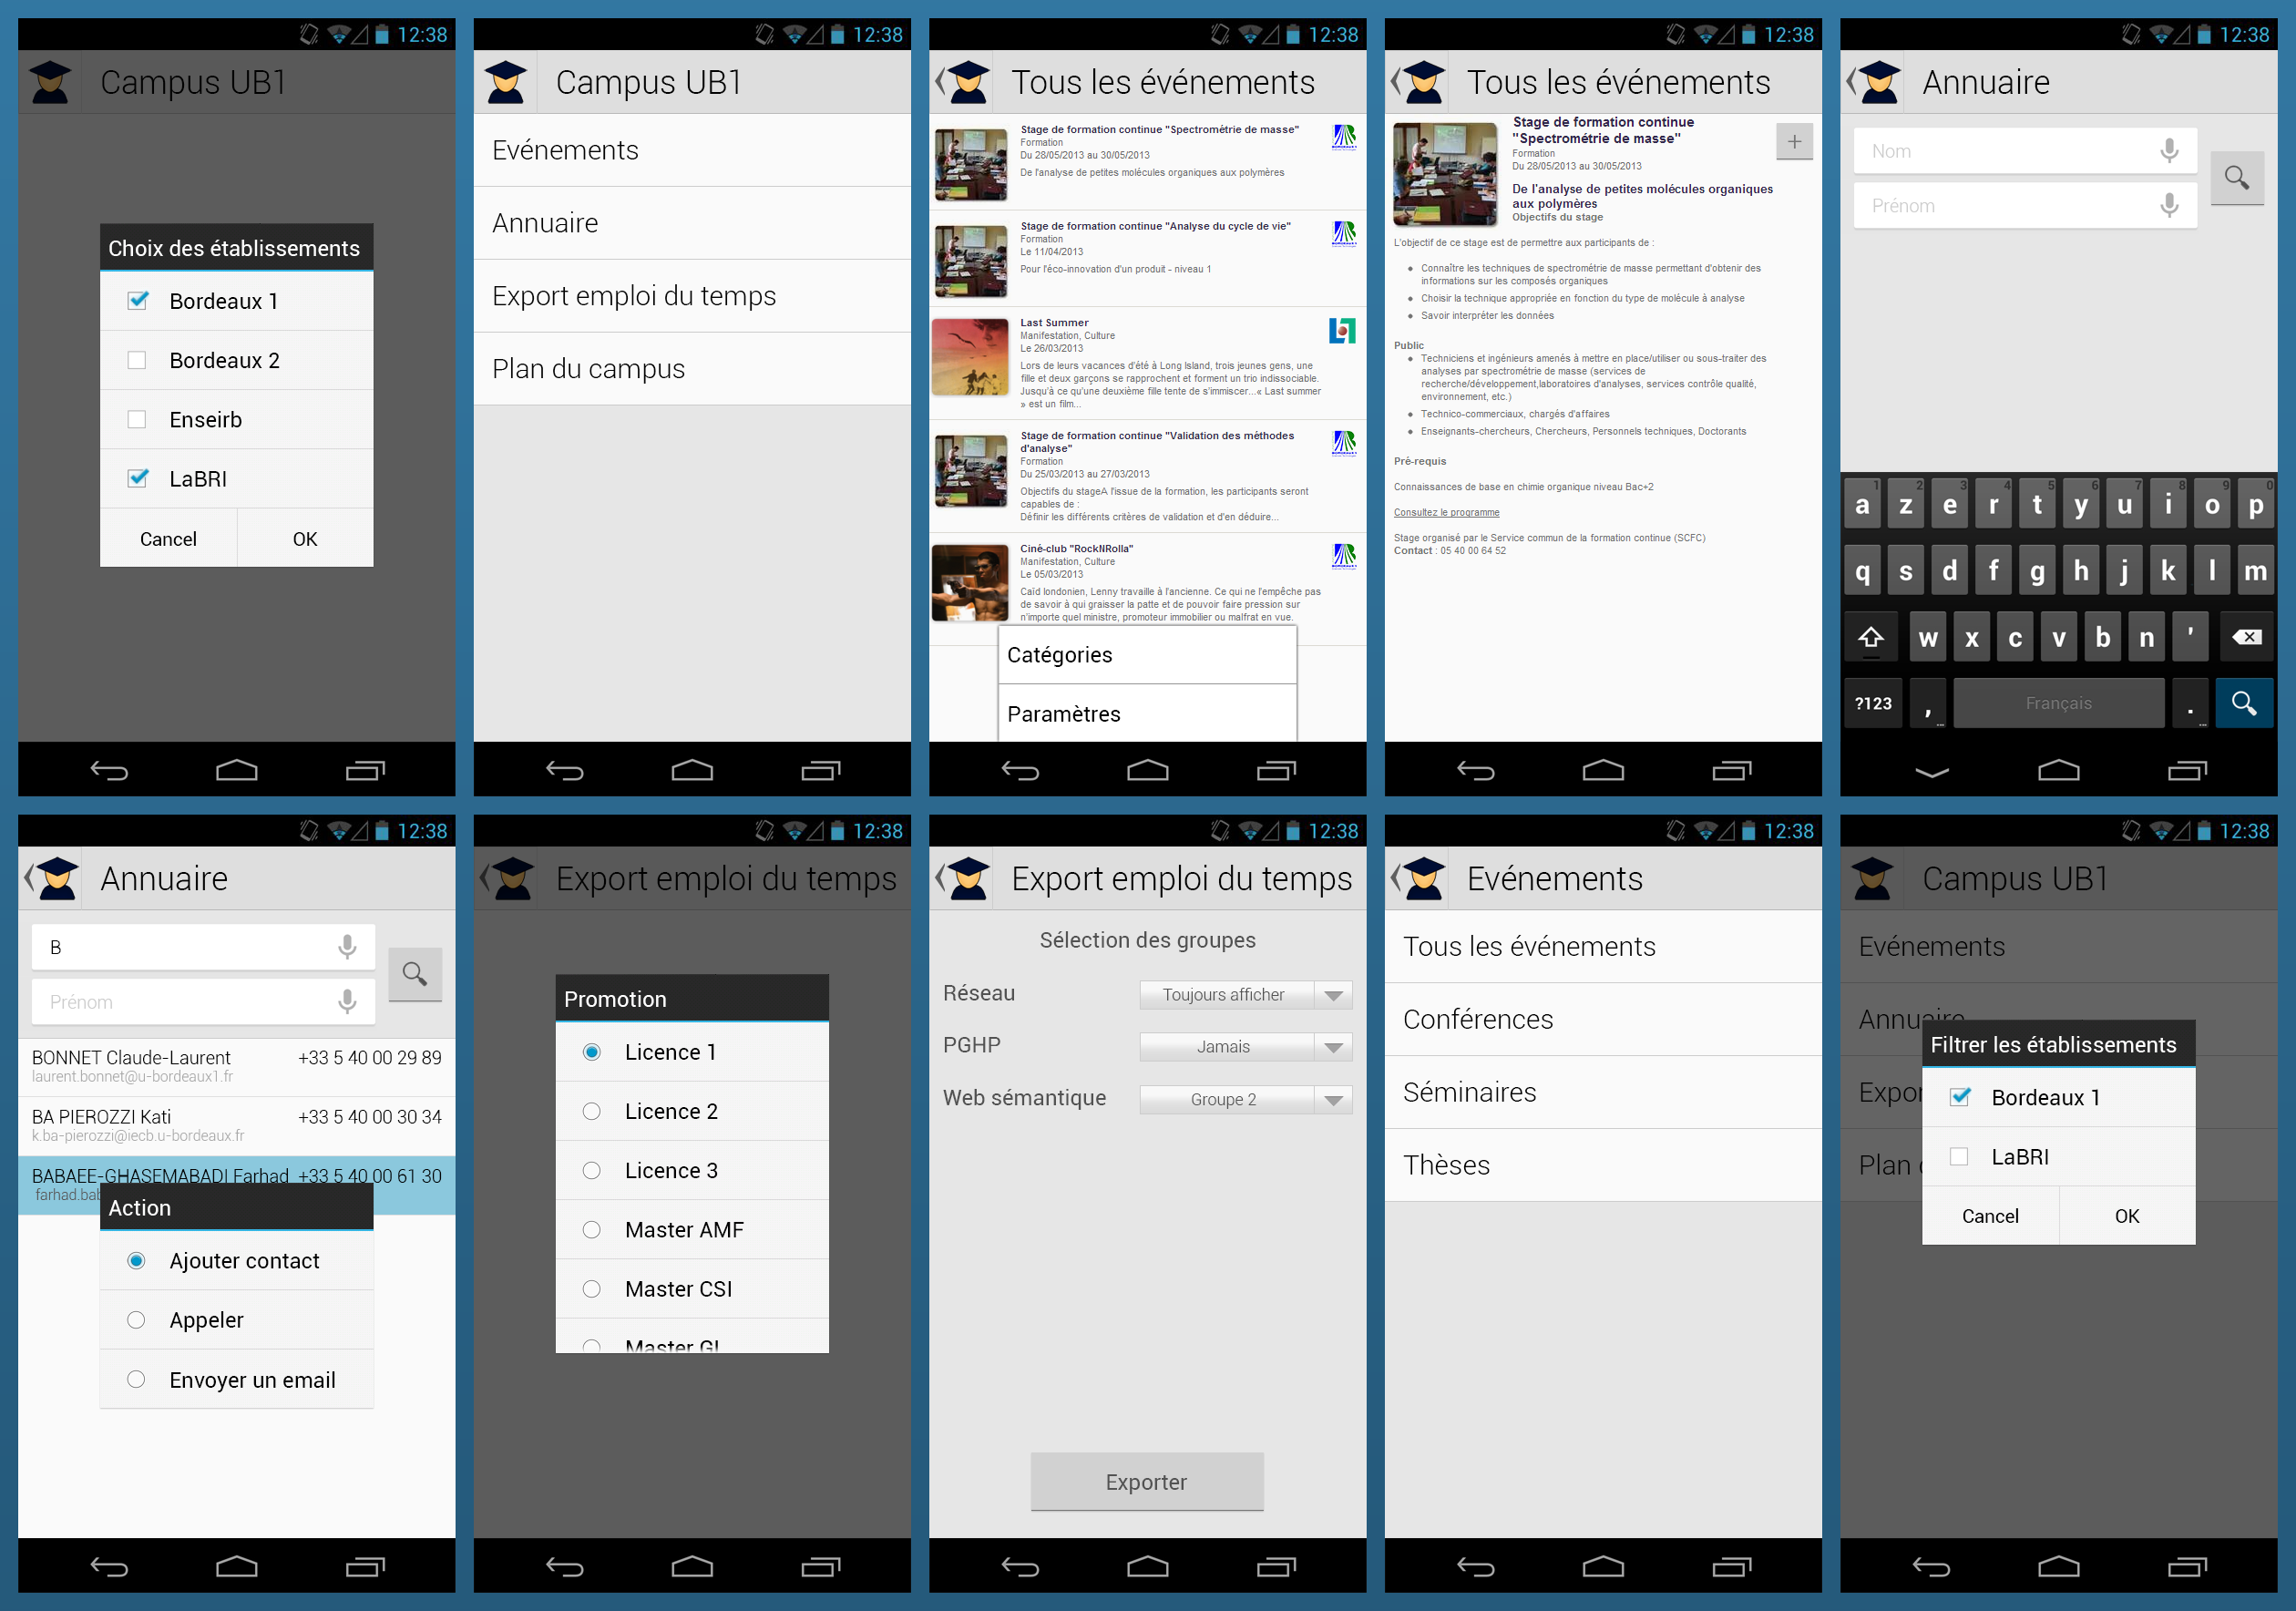 12:38
Campus UB1
Choix des établissements
Bordeaux 1
Bordeaux 2
Enseirb
LaBRI
Cancel
OK
12:38
Campus UB1
Evénements
Annuaire
Export emploi du temps
Plan du campus
12:38
Tous les événements
Stage de formation continue "Spectrométrie de masse"
Formation
Du 28/05/2013 au 30/05/2013
De l'analyse de petites molécules organiques aux polymères
Stage de formation continue "Analyse du cycle de vie"
Formation
Le 11/04/2013
Pour l'éco-innovation d'un produit - niveau 1
Last Summer
Manifestation, Culture
Le 26/03/2013
Lors de leurs vacances d'été à Long Island, trois jeunes gens, une
fille et deux garçons se rapprochent et forment un trio indissociable.
Jusqu'à ce qu'une deuxième fille tente de s'immiscer...« Last summer
» est un film...
Stage de formation continue "Validation des méthodes
d'analyse"
Formation
Du 25/03/2013 au 27/03/2013
Objectifs du stageA l'issue de la formation, les participants seront
capables de :
Définir les différents critères de validation et d'en déduire...
Ciné-club "RockNRolla"
Manifestation, Culture
Le 05/03/2013
Caïd londonien, Lenny travaille à l'ancienne. Ce qui ne l'empêche pas
de savoir à qui graisser la patte et de pouvoir faire pression sur
n'importe quel ministre, promoteur immobilier ou malfrat en vue.
Catégories
Paramètres
12:38
Tous les événements
Stage de formation continue
"Spectrométrie de masse"
Formation
Du 28/05/2013 au 30/05/2013
De l'analyse de petites molécules organiques
aux polymères
Objectifs du stage
L'objectif de ce stage est de permettre aux participants de :
Connaître les techniques de spectrométrie de masse permettant d'obtenir des
informations sur les composés organiques
Choisir la technique appropriée en fonction du type de molécule à analyse
Savoir interpréter les données
Public
Techniciens et ingénieurs amenés à mettre en place/utiliser ou sous-traiter des
analyses par spectrométrie de masse (services de
recherche/développement,laboratoires d'analyses, services contrôle qualité,
environnement, etc.)
Technico-commerciaux, chargés d'affaires
Enseignants-chercheurs, Chercheurs, Personnels techniques, Doctorants
Pré-requis
Connaissances de base en chimie organique niveau Bac+2
Consultez le programme
Stage organisé par le Service commun de la formation continue (SCFC)
Contact : 05 40 00 64 52
12:38
Annuaire
Nom
Prénom
1 2 3 4 5 6 7 8 9 0
a z e r t y u i o p
q s d f g h j k l m
w x c v b n '
?123 , Français .
12:38
Annuaire
B
Prénom
BONNET Claude-Laurent +33 5 40 00 29 89
laurent.bonnet@u-bordeaux1.fr
BA PIEROZZI Kati +33 5 40 00 30 34
k.ba-pierozzi@iecb.u-bordeaux.fr
BABAEE-GHASEMABADI Farhad +33 5 40 00 61 30
farhad.bab
Action
Ajouter contact
Appeler
Envoyer un email
12:38
Export emploi du temps
Promotion
Licence 1
Licence 2
Licence 3
Master AMF
Master CSI
Master GL
12:38
Export emploi du temps
Sélection des groupes
Réseau Toujours afficher
PGHP Jamais
Web sémantique Groupe 2
Exporter
12:38
Evénements
Tous les événements
Conférences
Séminaires
Thèses
12:38
Campus UB1
Evénements
Annuaire
Expor
Plan
Filtrer les établissements
Bordeaux 1
LaBRI
Cancel
OK